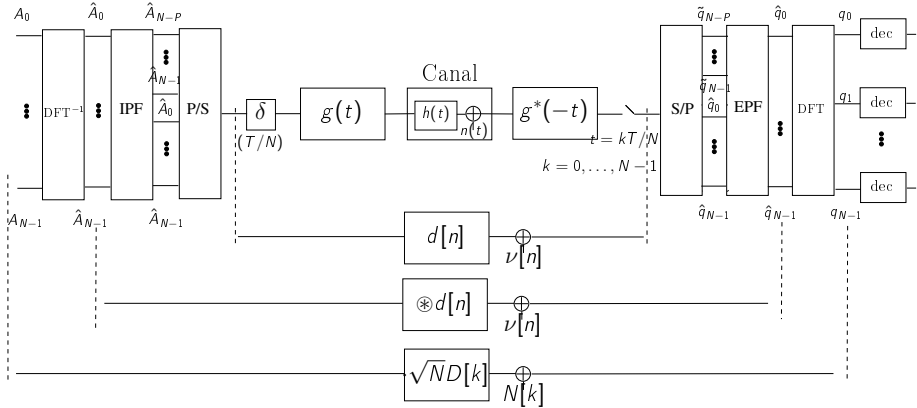 A_0 Â_0 Â_{N-P} q̃_{N-P} q̂_0 q_0
dec
Canal
Â_{N-1} q̃_{N-1}
DFT^{-1} IPF Â_0 P/S δ g(t) h(t) n(t) g*(-t) S/P q̂_0 EPF DFT q_1 dec
(T/N) t = kT/N
k = 0, ..., N-1
dec
A_{N-1} Â_{N-1} Â_{N-1} q̂_{N-1} q̂_{N-1} q_{N-1}
d[n]
ν[n]
⊛d[n]
ν[n]
√N D[k]
N[k]